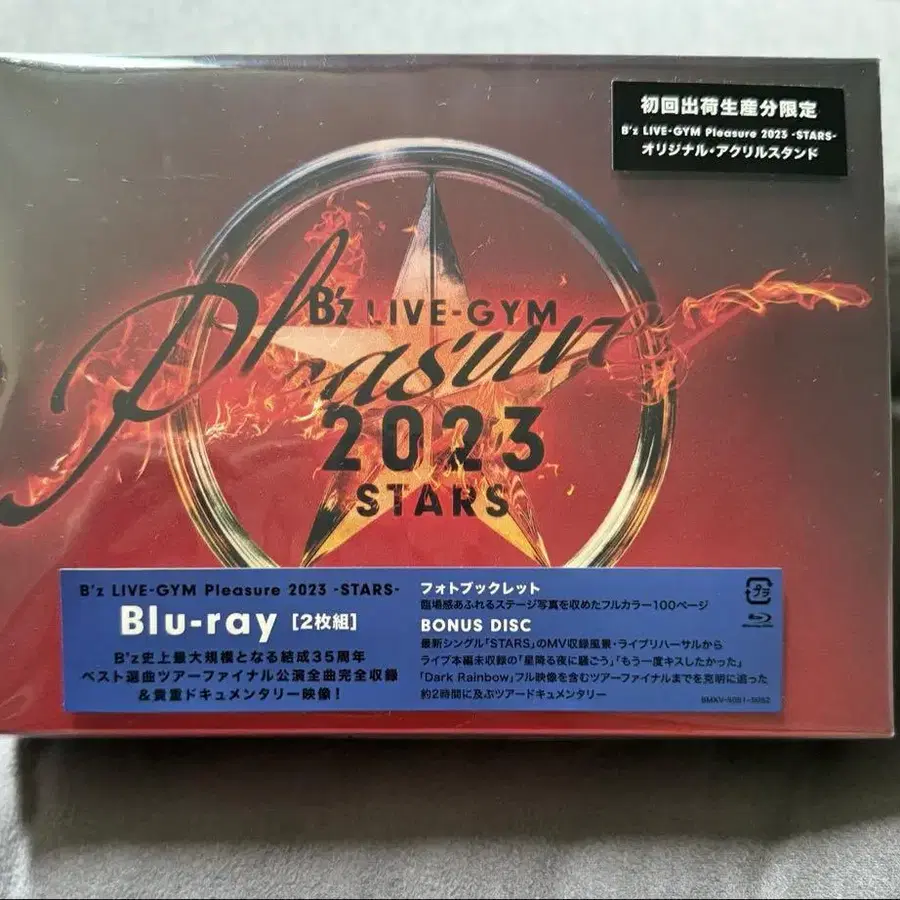 初回出荷生産分限定
B'z LIVE-GYM Pleasure 2023 -STARS-
オリジナル・アクリルスタンド
B'z LIVE-GYM
Pleasure
2023
STARS
B'z LIVE-GYM Pleasure 2023 -STARS-
Blu-ray [2枚組]
B'z史上最大規模となる結成35周年
ベスト選曲ツアーファイナル公演全曲完全収録
&貴重ドキュメンタリー映像!
フォトブックレット
臨場感あふれるステージ写真を収めたフルカラー100ページ
BONUS DISC
最新シングル「STARS」のMV収録風景・ライブリハーサルから
ライブ本編未収録の「星降る夜に騒ごう」「もう一度キスしたかった」
「Dark Rainbow」フル映像を含むツアーファイナルまでを克明に追った
約2時間に及ぶツアードキュメンタリー